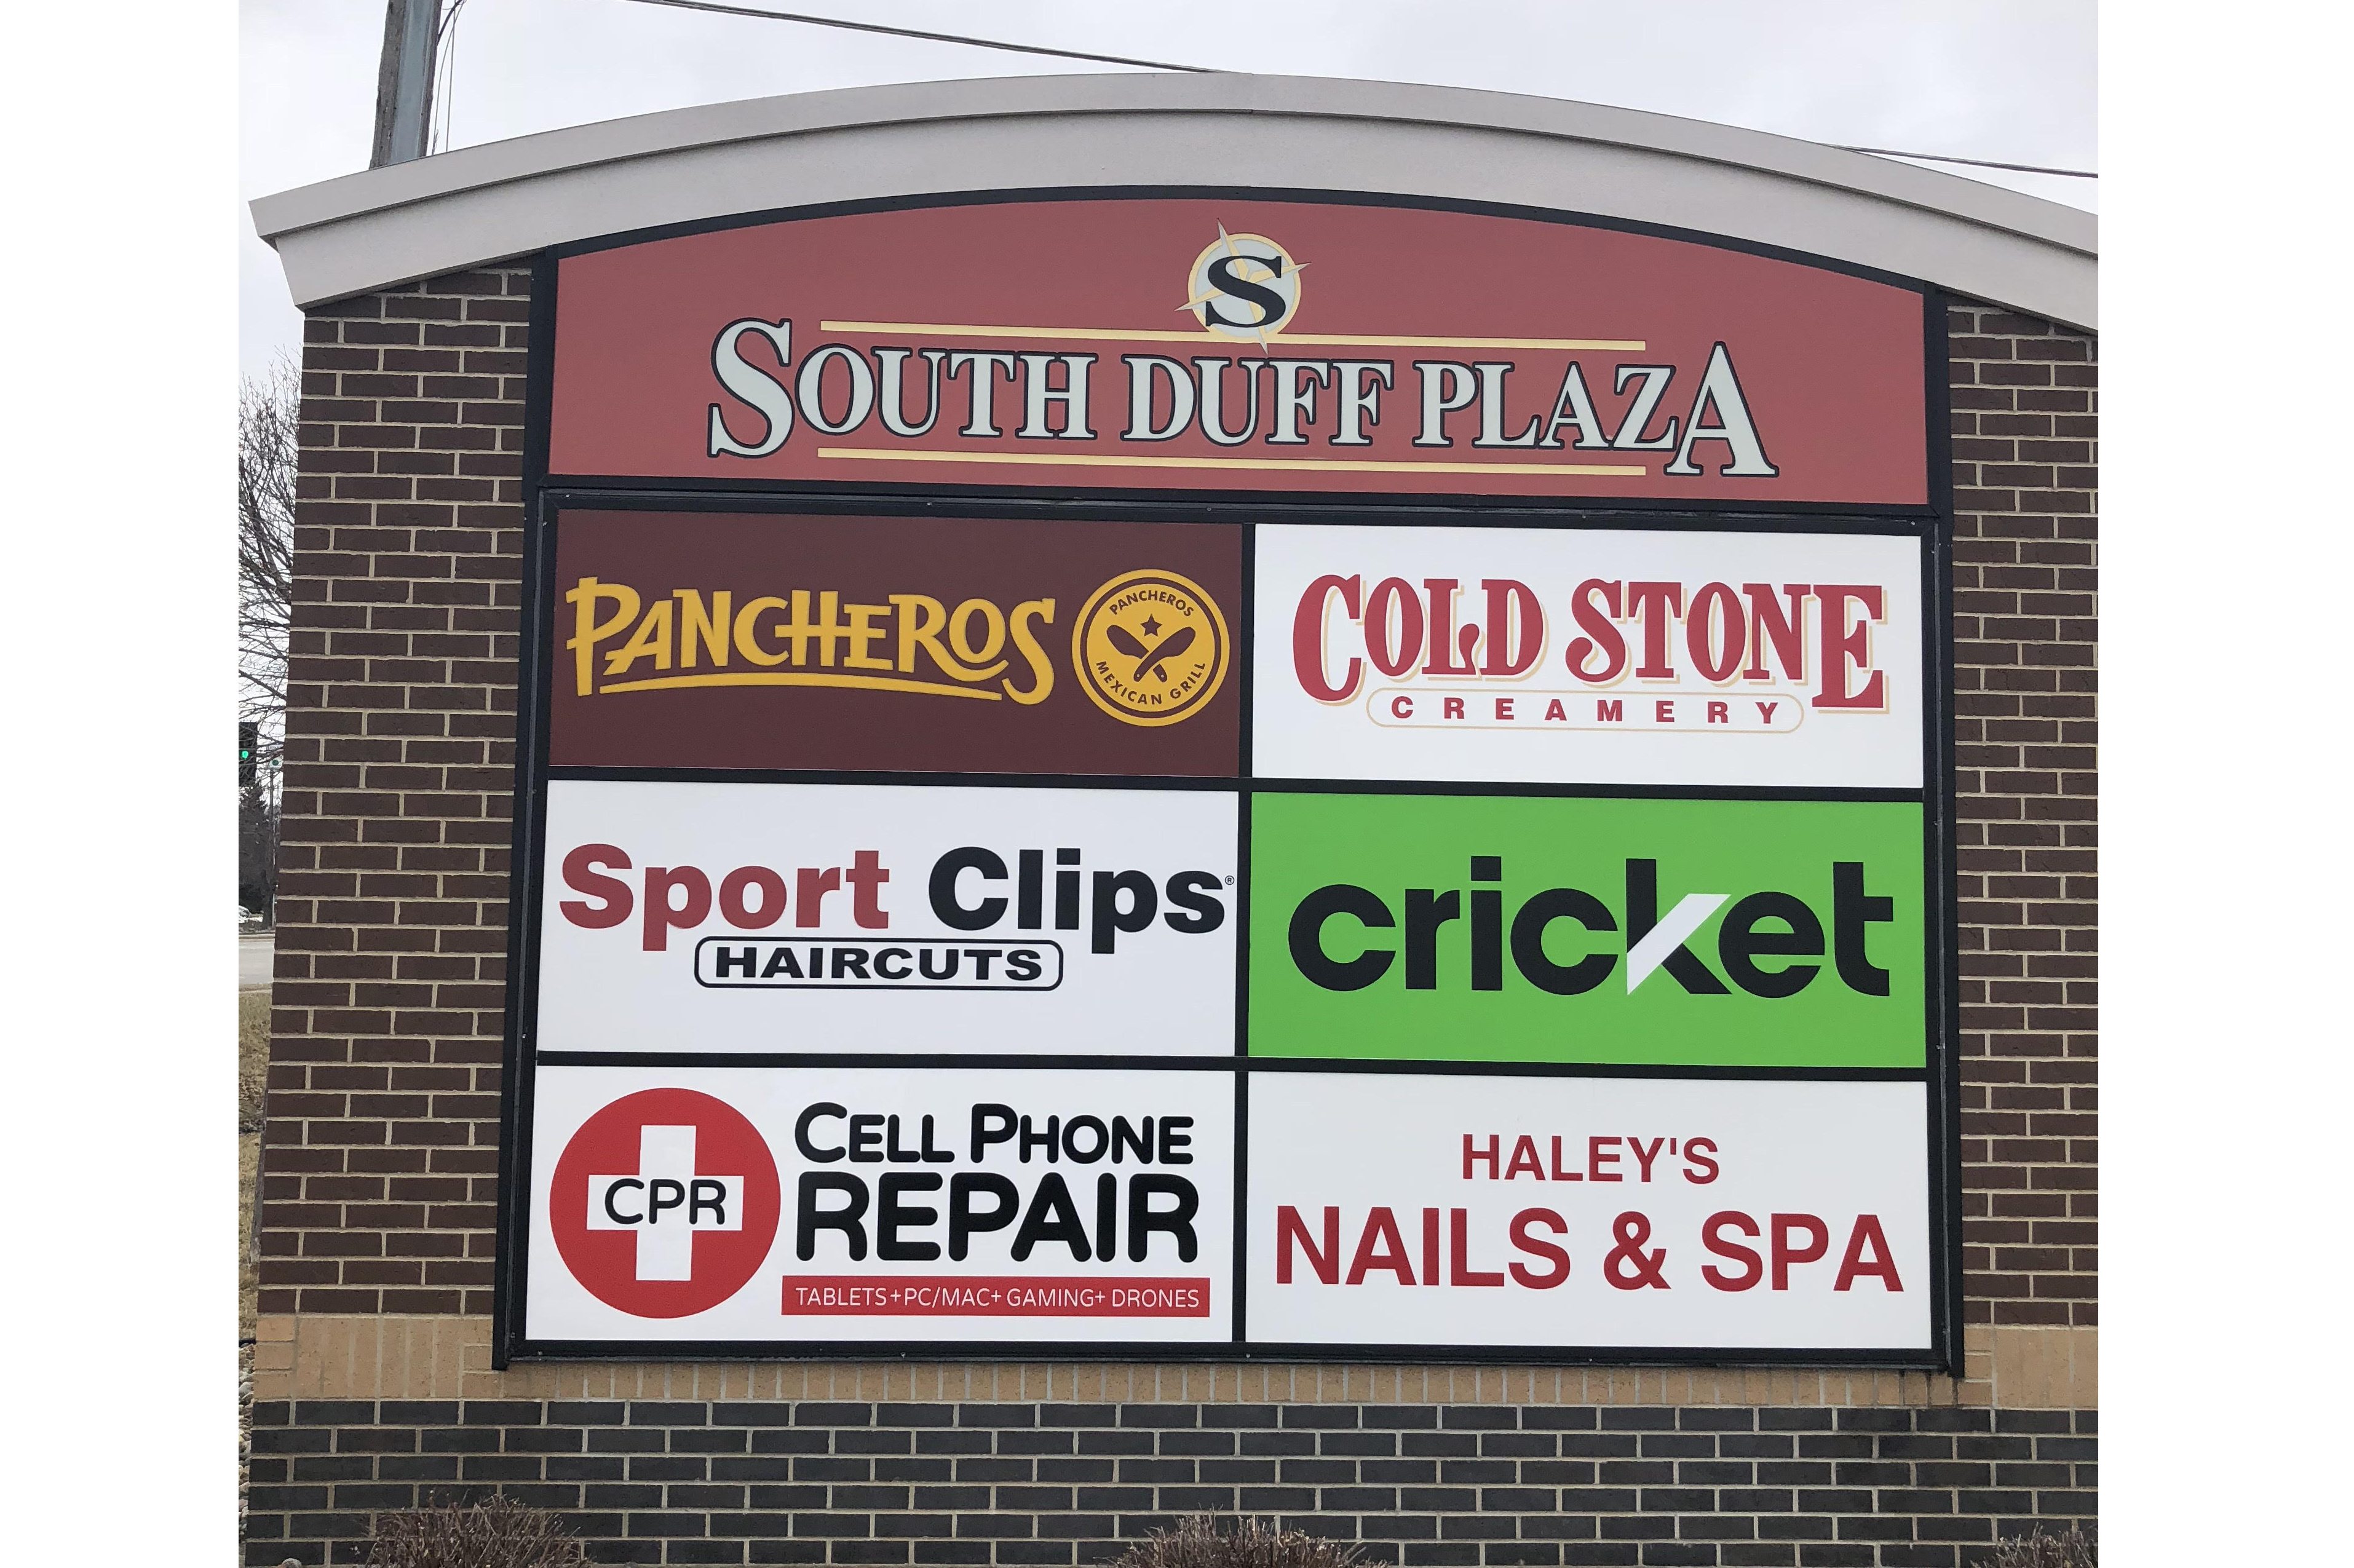 S
SOUTH DUFF PLAZA
PANCHEROS
PANCHEROS
MEXICAN GRILL
COLD STONE
CREAMERY
Sport Clips®
HAIRCUTS
cricket
CPR
CELL PHONE
REPAIR
TABLETS+PC/MAC+ GAMING+ DRONES
HALEY'S
NAILS & SPA